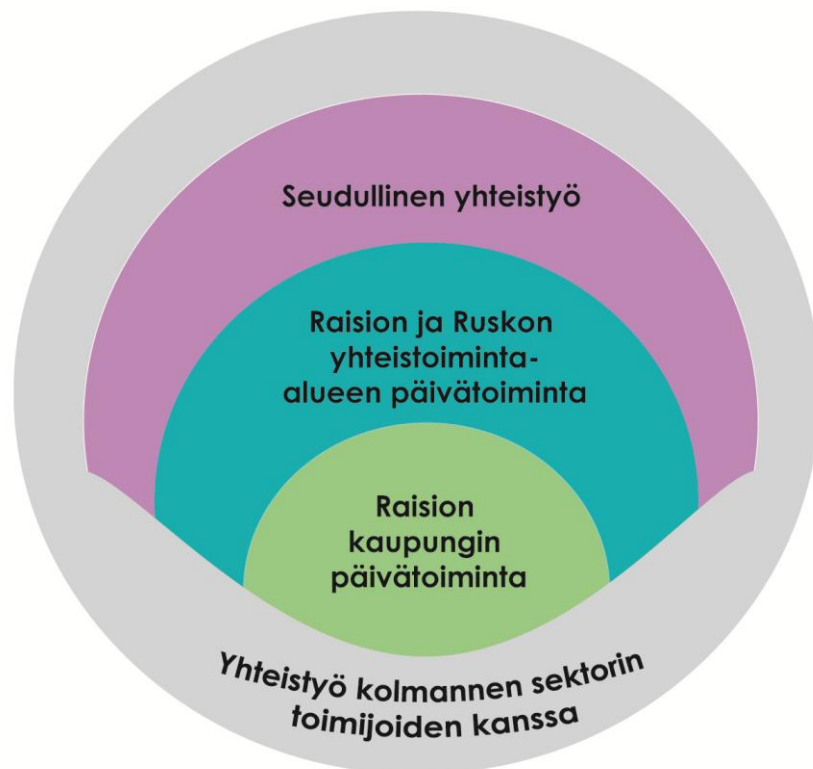 Seudullinen yhteistyö
Raision ja Ruskon
yhteistoiminta-
alueen päivätoiminta
Raision
kaupungin
päivätoiminta
Yhteistyö kolmannen sektorin
toimijoiden kanssa